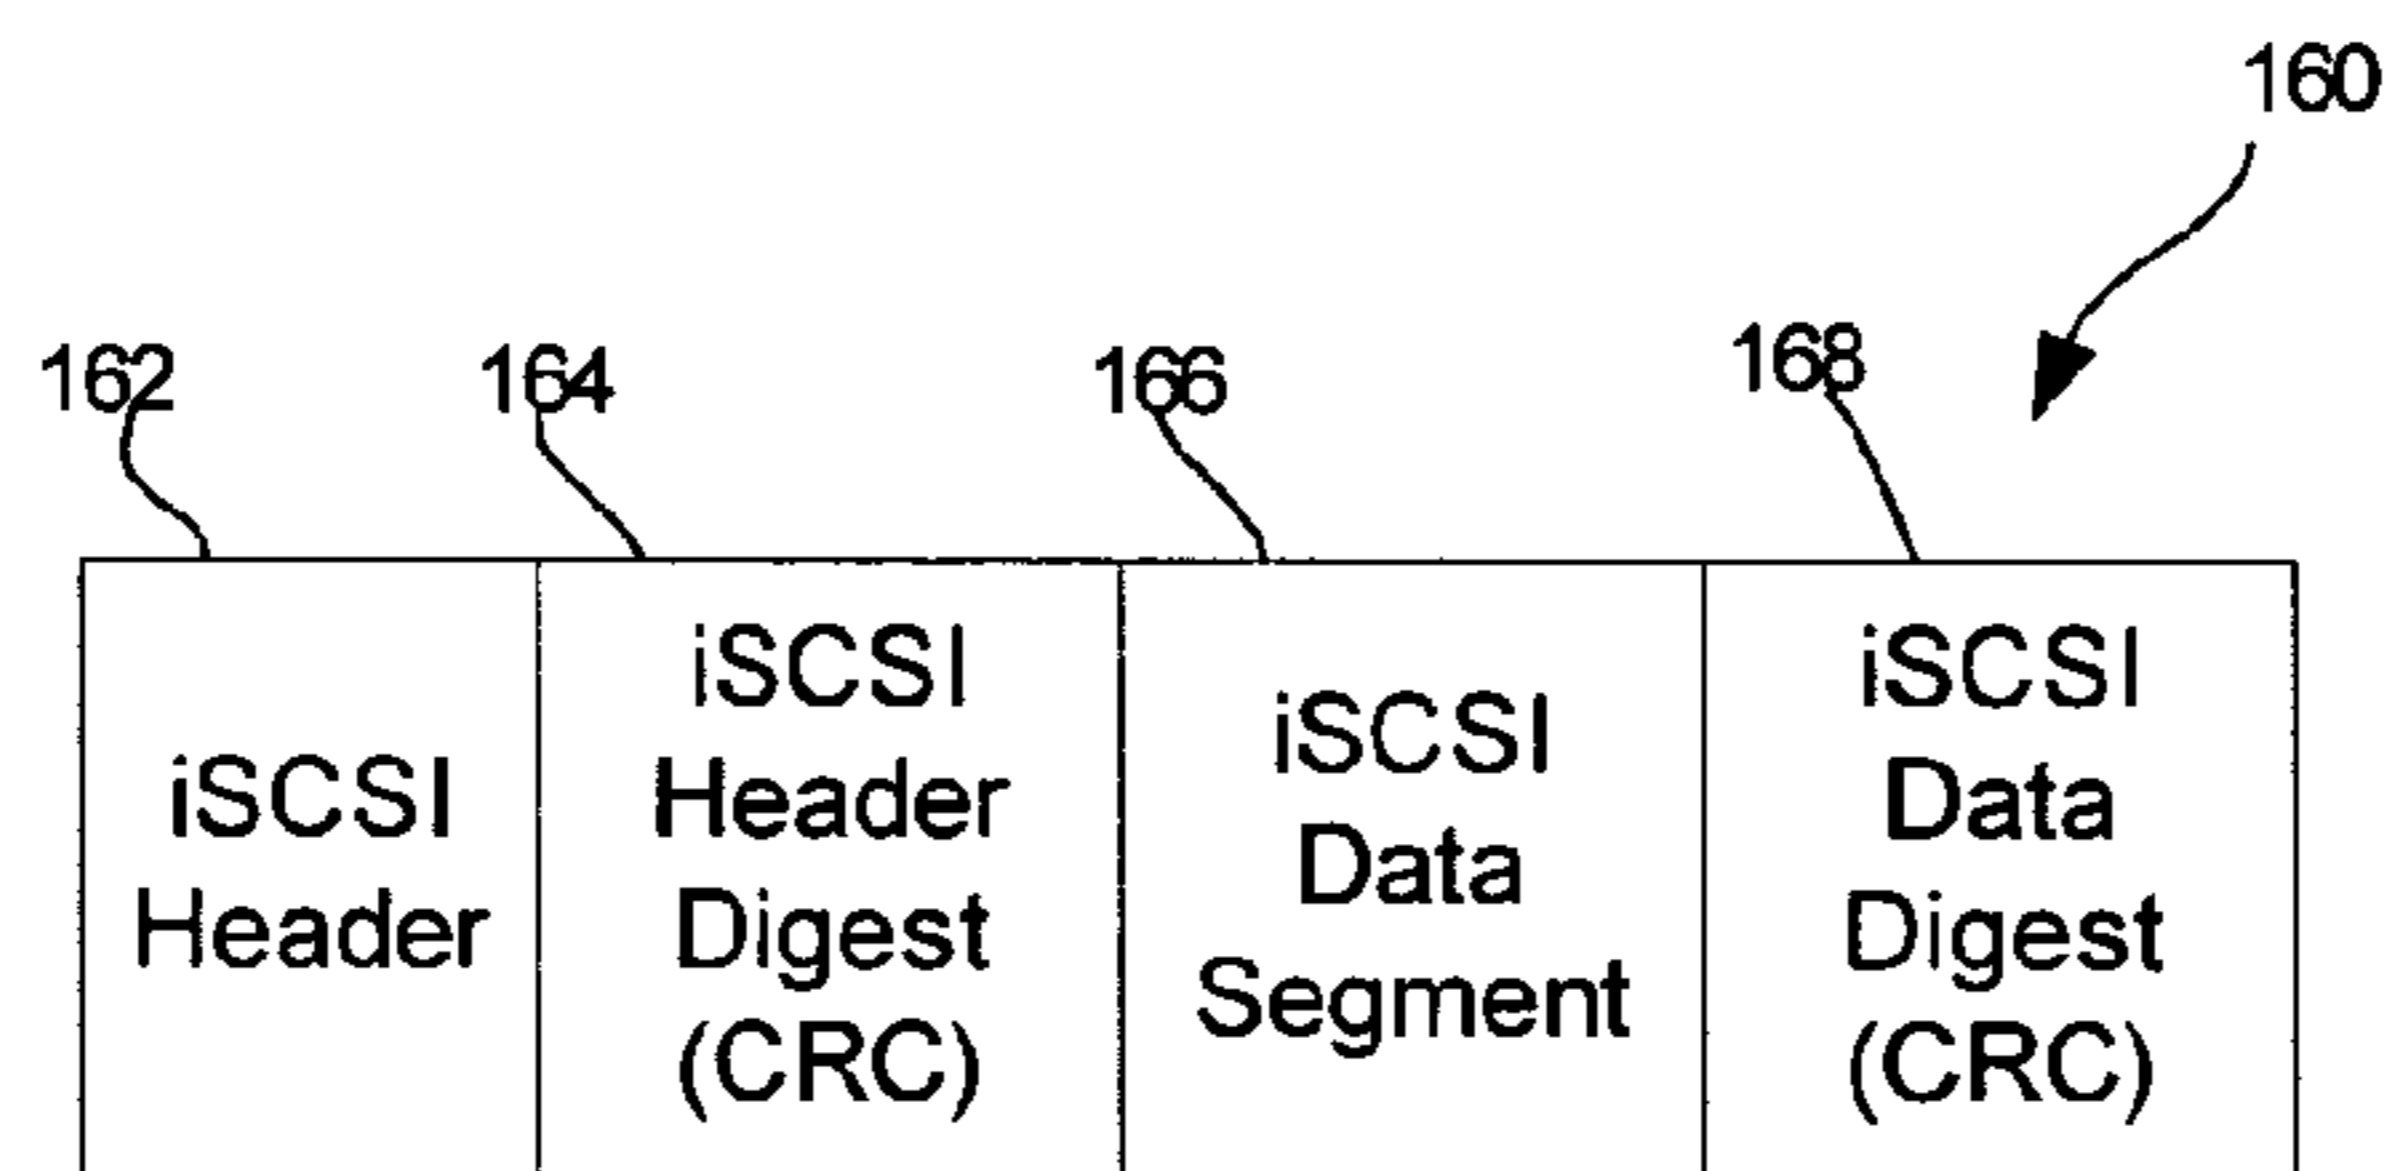 160
162
164
166
168
iSCSI
Header
iSCSI
Header
Digest
(CRC)
iSCSI
Data
Segment
iSCSI
Data
Digest
(CRC)